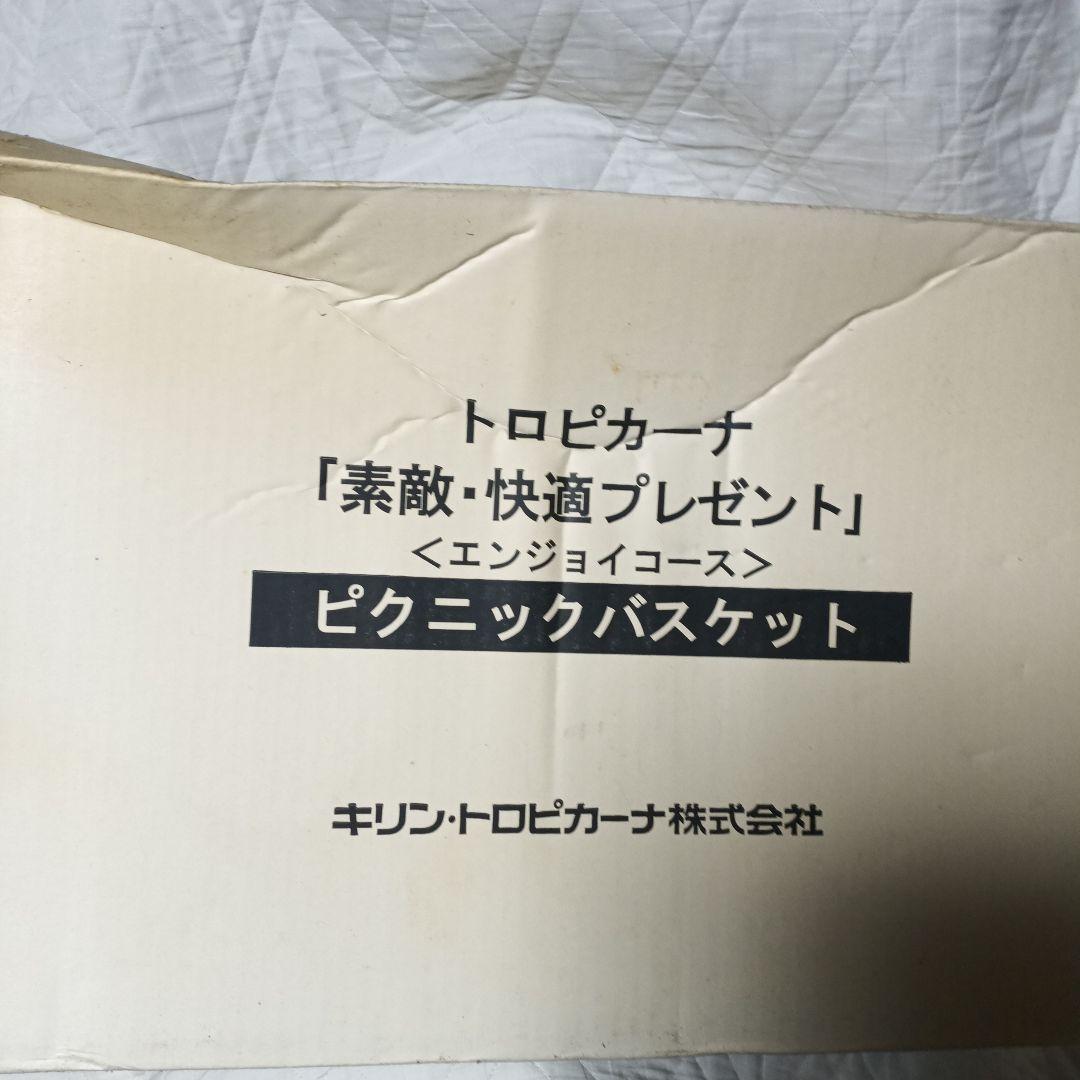 トロピカーナ
「素敵・快適プレゼント」
＜エンジョイコース＞
ピクニックバスケット
キリン・トロピカーナ株式会社